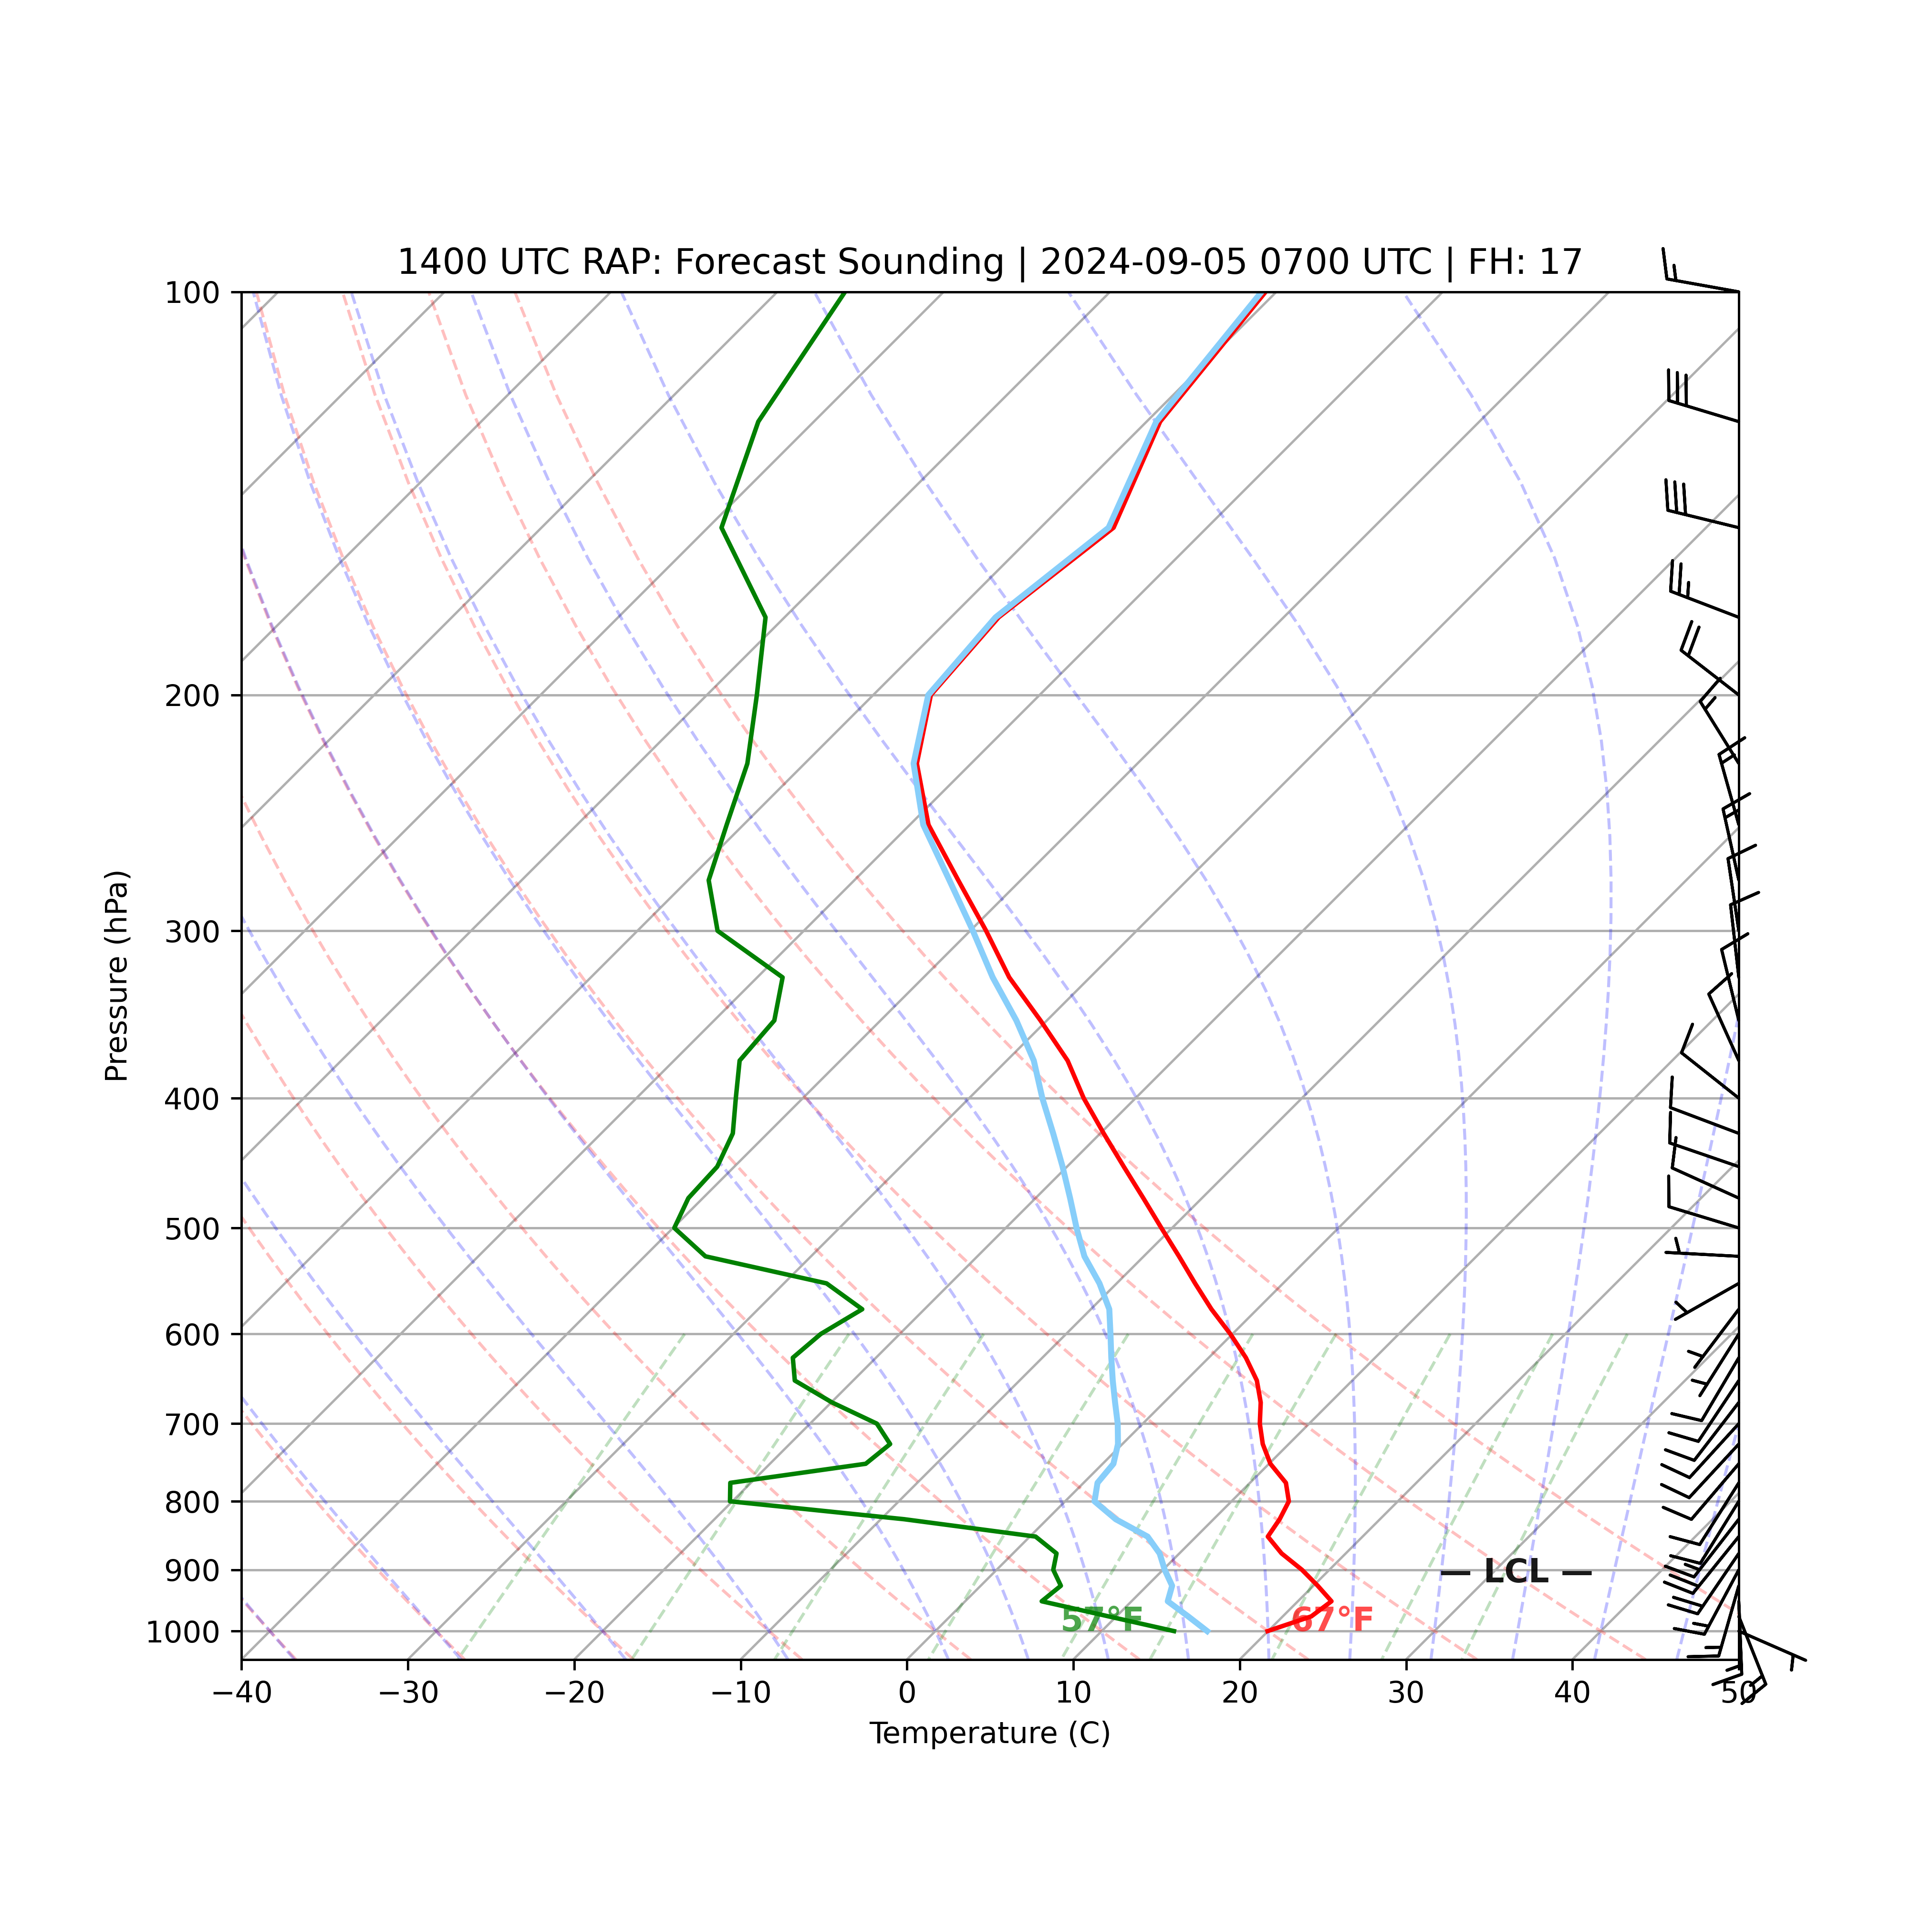 1400 UTC RAP: Forecast Sounding | 2024-09-05 0700 UTC | FH: 17
100
200
300
400
500
600
700
800
900
1000
Pressure (hPa)
— LCL —
57°F
67°F
−40 −30 −20 −10 0 10 20 30 40 50
Temperature (C)